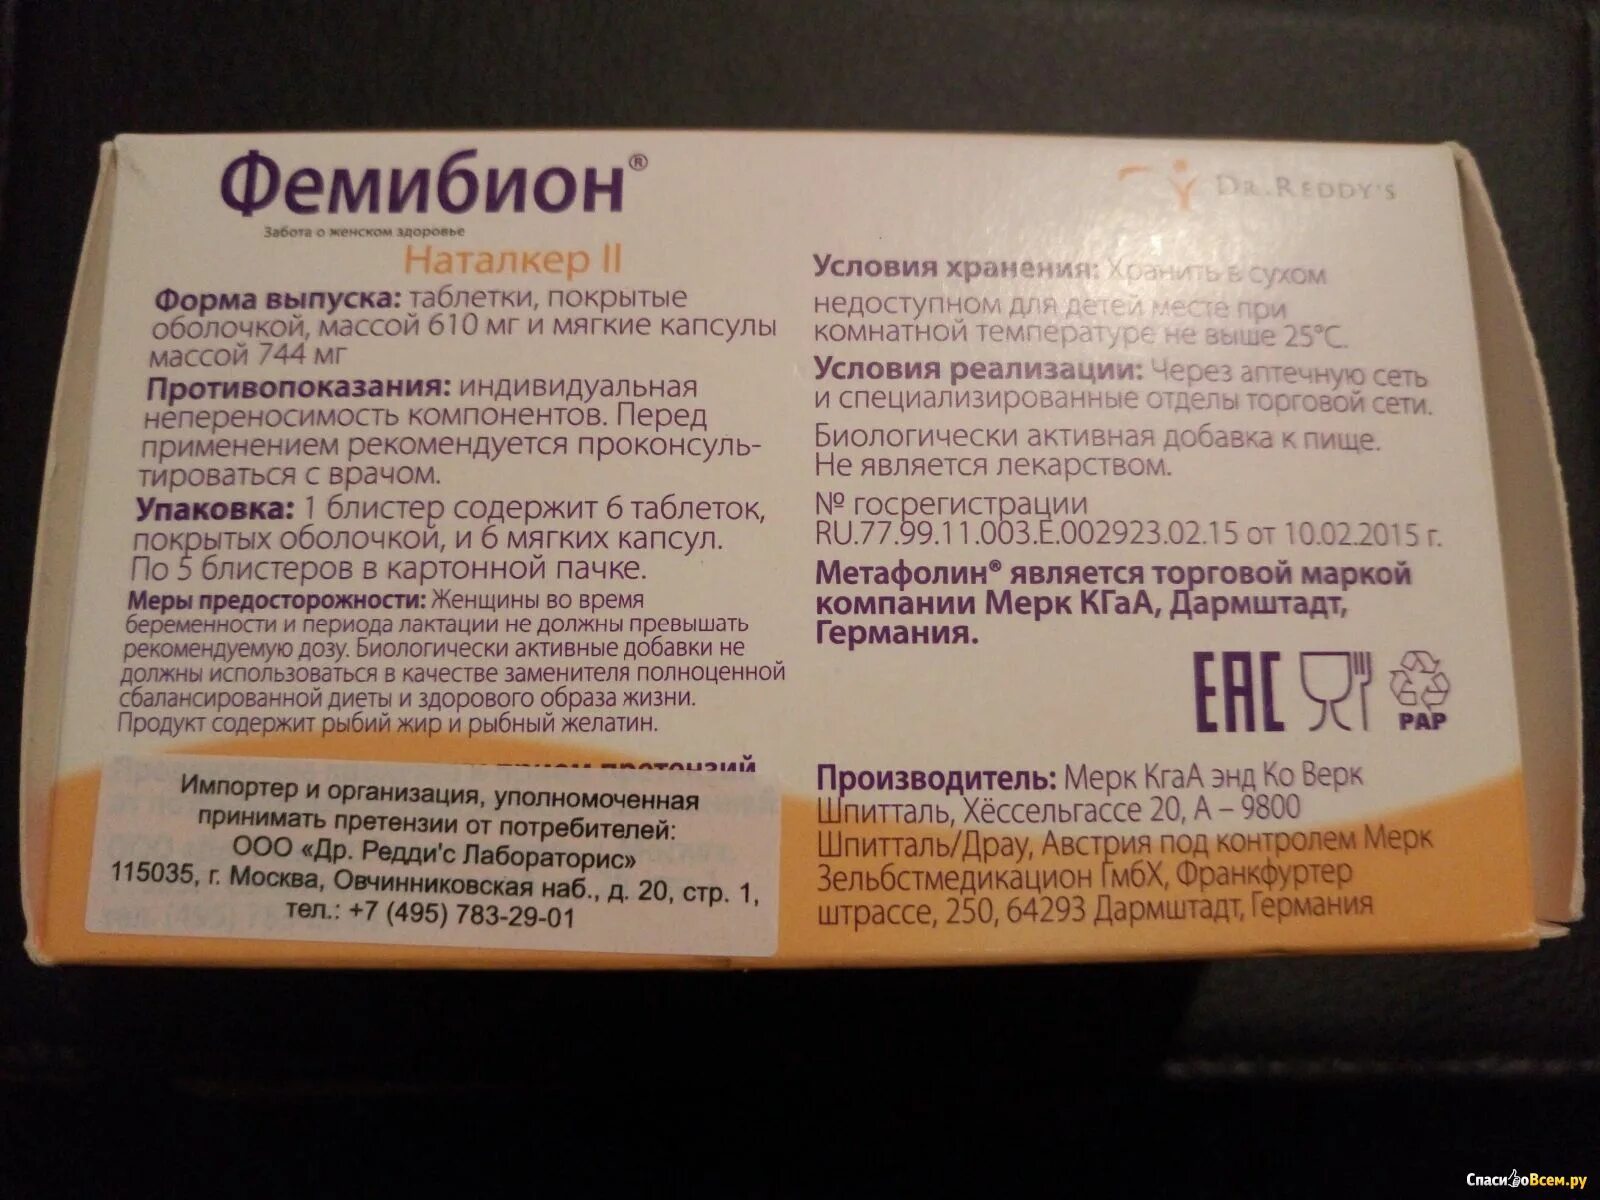 Фемибион®
Забота о женском здоровье
Наталкер II
Форма выпуска: таблетки, покрытые
оболочкой, массой 610 мг и мягкие капсулы
массой 744 мг
Противопоказания: индивидуальная
непереносимость компонентов. Перед
применением рекомендуется проконсуль-
тироваться с врачом.
Упаковка: 1 блистер содержит 6 таблеток,
покрытых оболочкой, и 6 мягких капсул.
По 5 блистеров в картонной пачке.
Меры предосторожности: Женщины во время
беременности и периода лактации не должны превышать
рекомендуемую дозу. Биологически активные добавки не
должны использоваться в качестве заменителя полноценной
сбалансированной диеты и здорового образа жизни.
Продукт содержит рыбий жир и рыбный желатин.
прием претензий
Импортер и организация, уполномоченная
принимать претензии от потребителей:
ООО «Др. Редди'с Лабораторис»
115035, г. Москва, Овчинниковская наб., д. 20, стр. 1,
тел.: +7 (495) 783-29-01
DR.REDDY'S
Условия хранения: Хранить в сухом
недоступном для детей месте при
комнатной температуре не выше 25°C.
Условия реализации: Через аптечную сеть
и специализированные отделы торговой сети.
Биологически активная добавка к пище.
Не является лекарством.
№ госрегистрации
RU.77.99.11.003.Е.002923.02.15 от 10.02.2015 г.
Метафолин® является торговой маркой
компании Мерк КГаА, Дармштадт,
Германия.
EAC
PAP
Производитель: Мерк КгаА энд Ко Верк
Шпитталь, Хёссельгассе 20, А – 9800
Шпитталь/Драу, Австрия под контролем Мерк
Зельбстмедикацион ГмбХ, Франкфуртер
штрассе, 250, 64293 Дармштадт, Германия
СпасибоВсем.ру